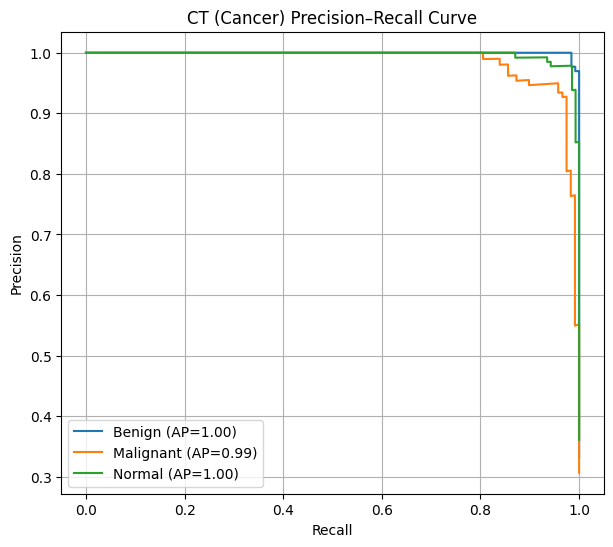 CT (Cancer) Precision–Recall Curve
1.0
0.9
0.8
0.7
0.6
0.5
0.4
0.3
Precision
Benign (AP=1.00)
Malignant (AP=0.99)
Normal (AP=1.00)
0.0 0.2 0.4 0.6 0.8 1.0
Recall